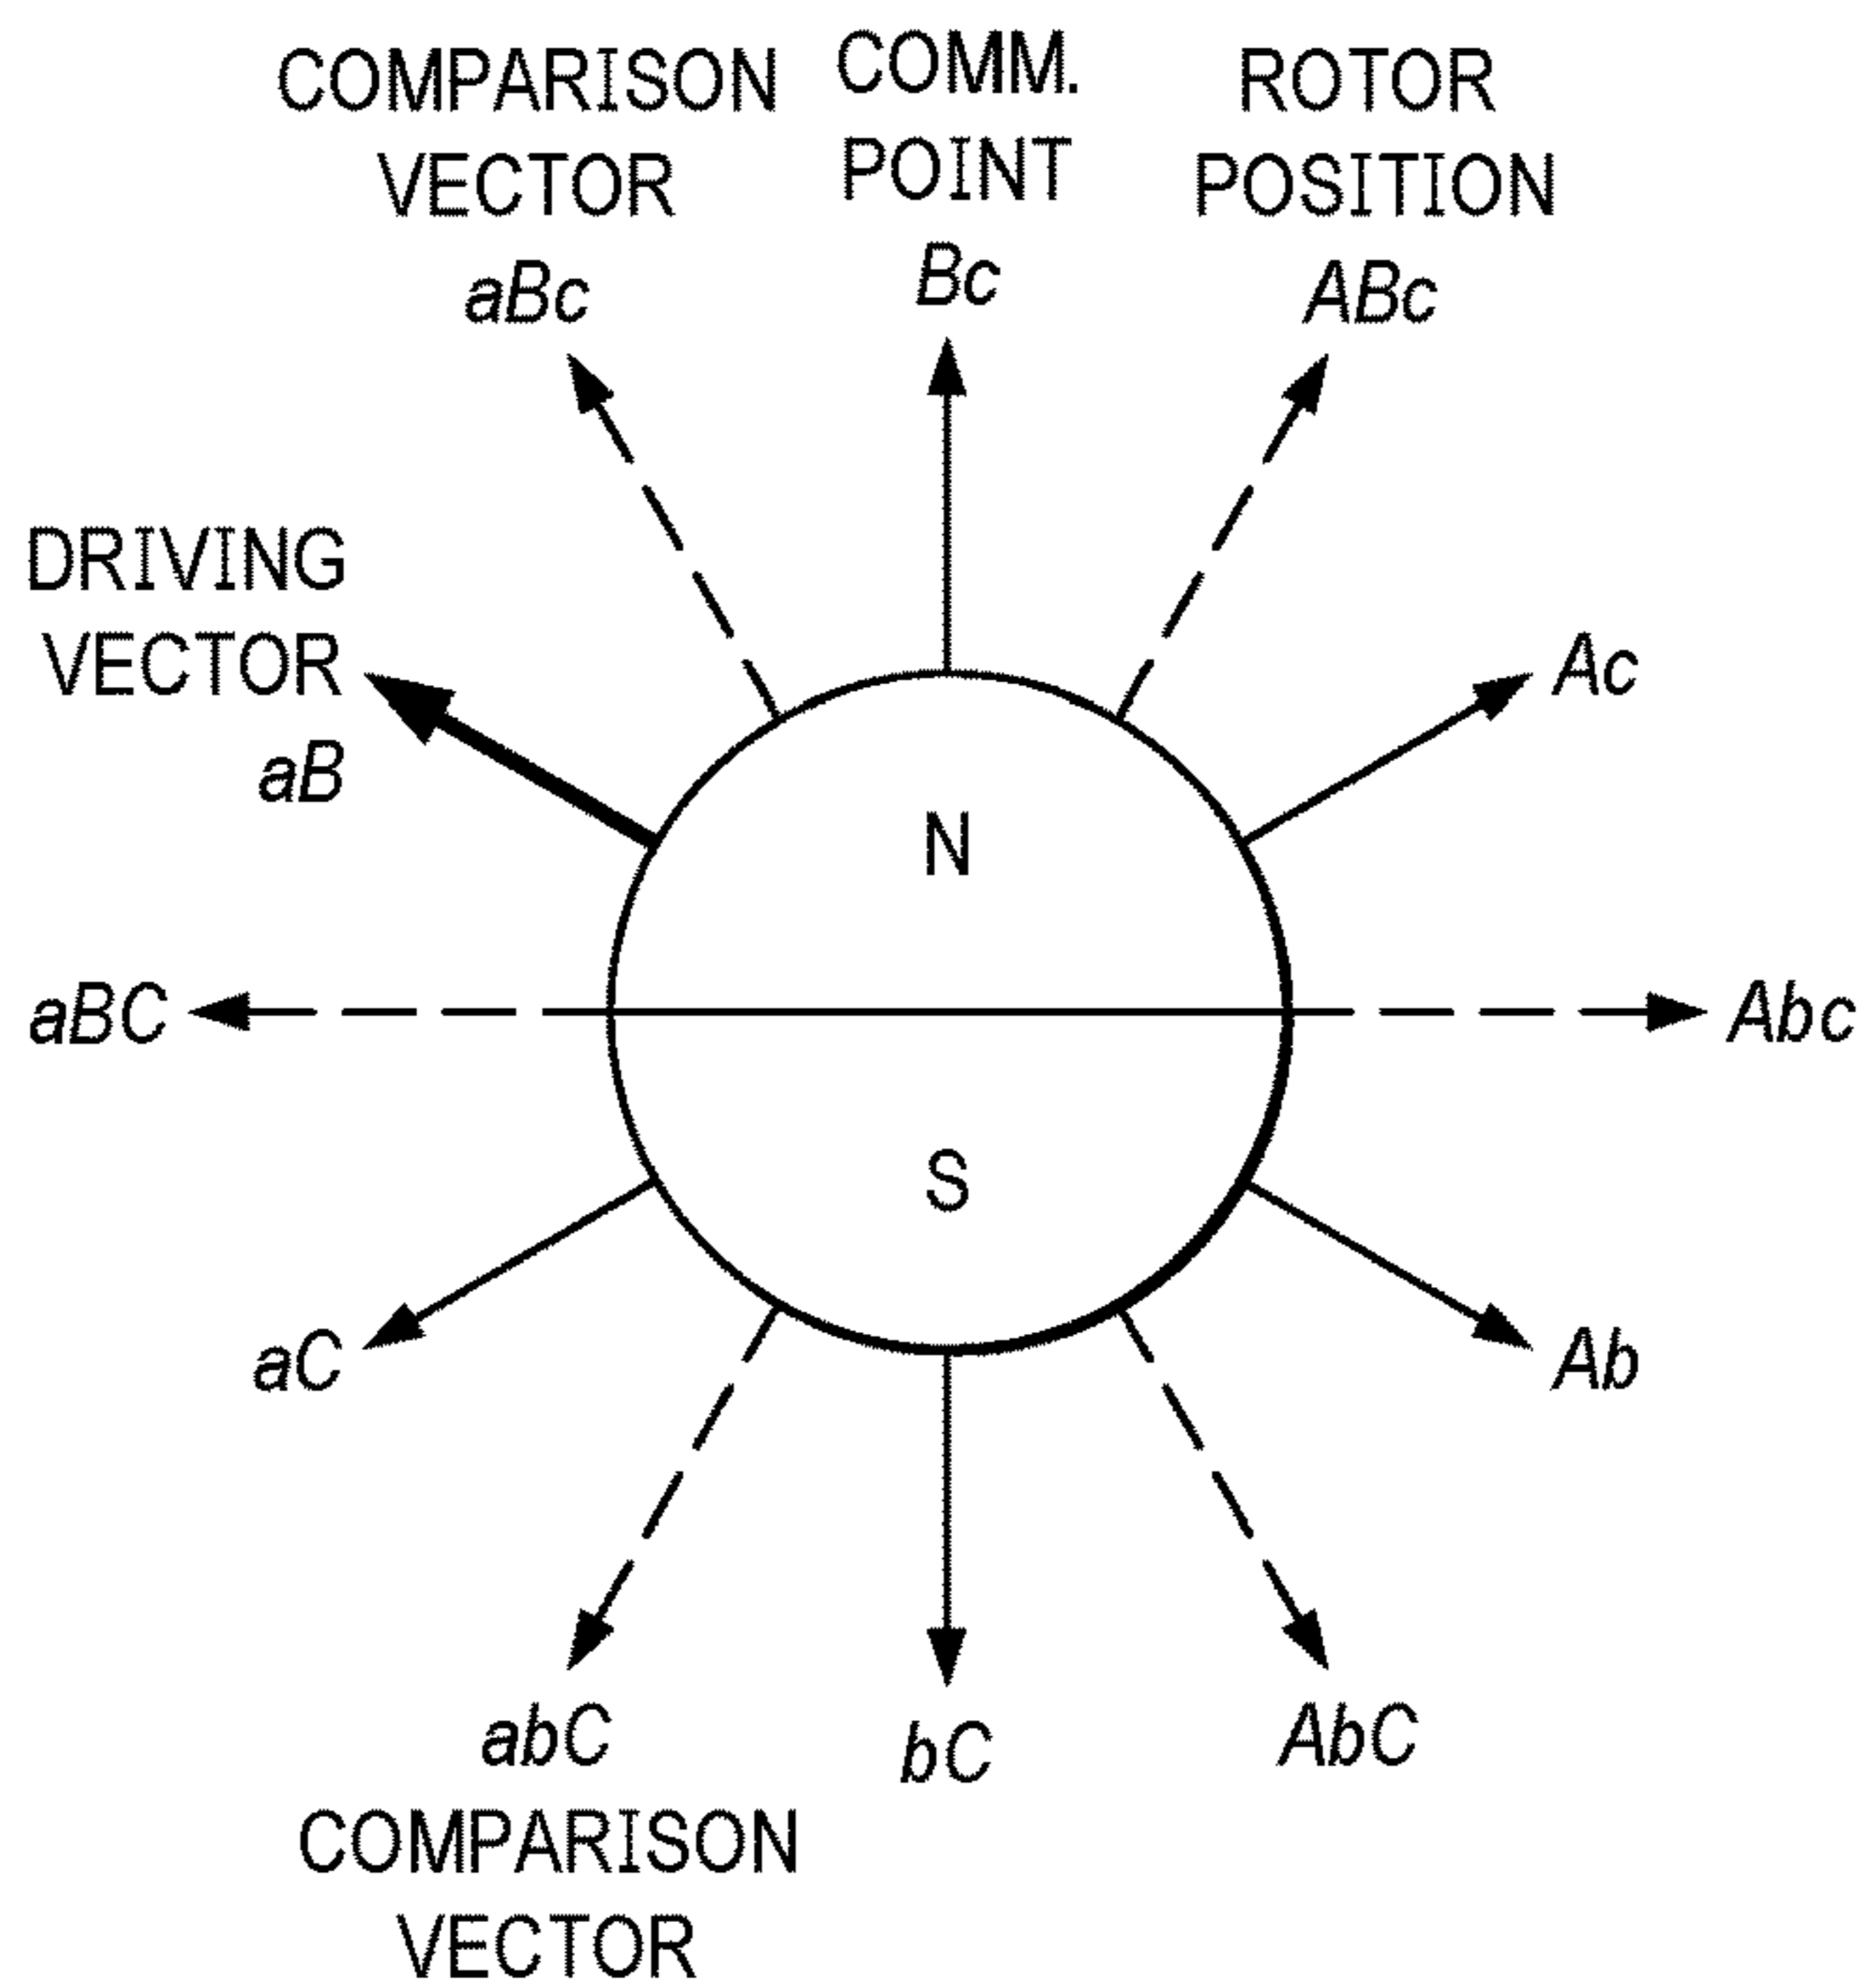 COMPARISON
VECTOR
aBc
COMM.
POINT
Bc
ROTOR
POSITION
ABc
DRIVING
VECTOR
aB
Ac
N
aBC
Abc
S
aC
Ab
abC
COMPARISON
VECTOR
bC
AbC